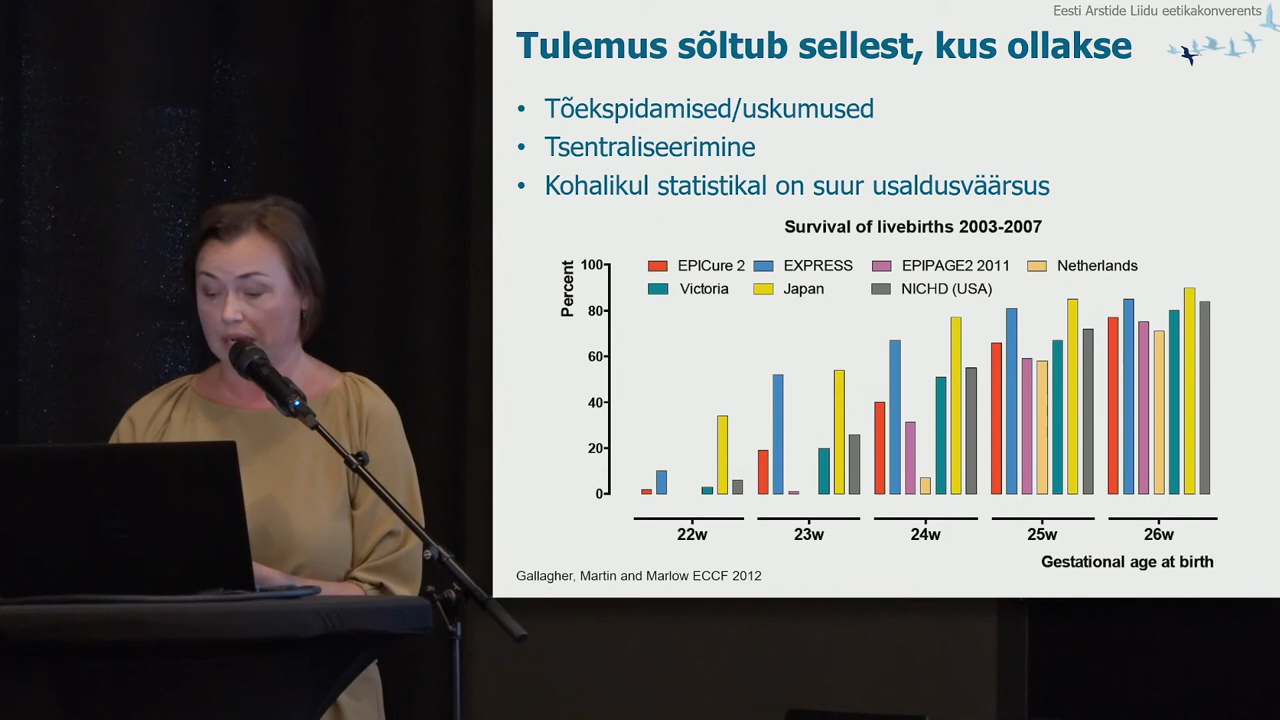 Eesti Arstide Liidu eetikakonverents
Tulemus sõltub sellest, kus ollakse
• Tõekspidamised/uskumused
• Tsentraliseerimine
• Kohalikul statistikal on suur usaldusväärsus
Survival of livebirths 2003-2007
Percent
100
80
60
40
20
0
EPICure 2 EXPRESS EPIPAGE2 2011 Netherlands
Victoria Japan NICHD (USA)
22w 23w 24w 25w 26w
Gestational age at birth
Gallagher, Martin and Marlow ECCF 2012